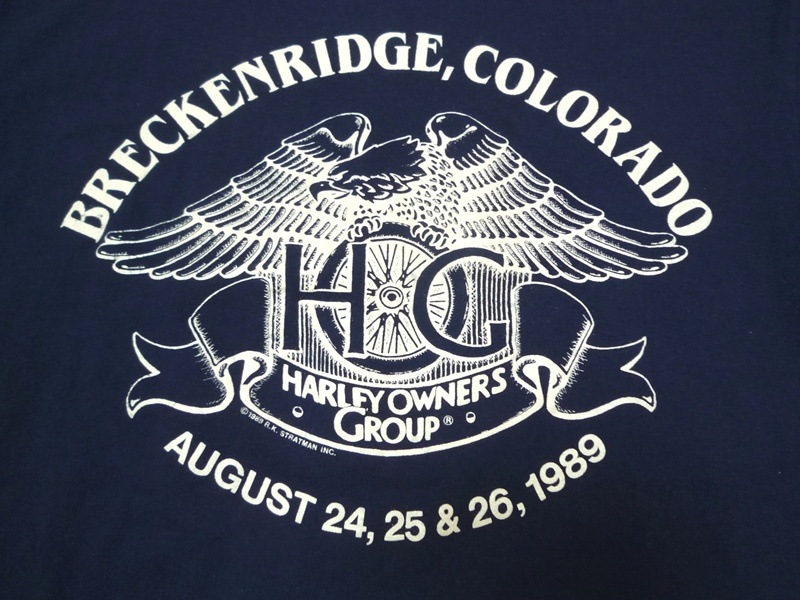 BRECKENRIDGE, COLORADO
HOG
HARLEY OWNERS
GROUP®
©1989 R.K. STRATMAN INC.
AUGUST 24, 25 & 26, 1989